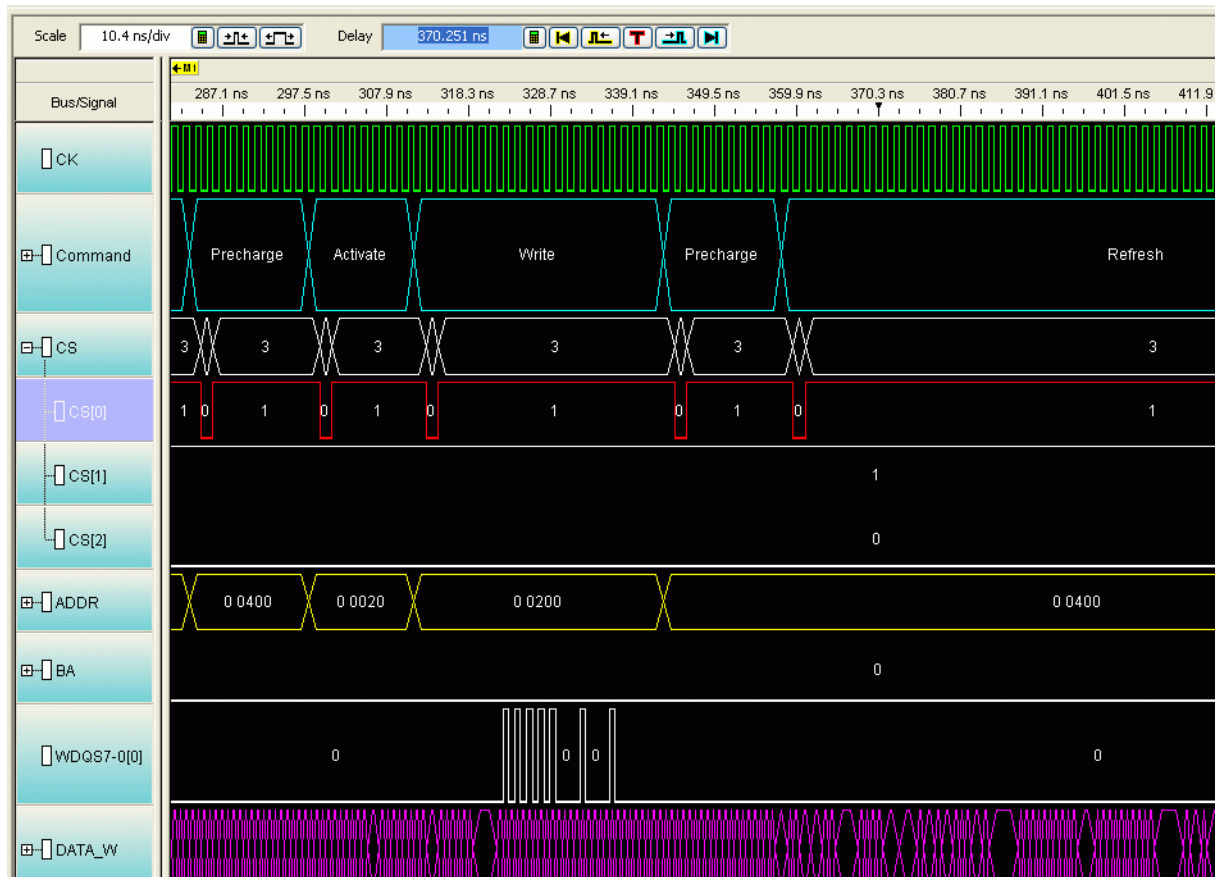 Scale 10.4 ns/div Delay 370.251 ns T
M1
Bus/Signal 287.1 ns 297.5 ns 307.9 ns 318.3 ns 328.7 ns 339.1 ns 349.5 ns 359.9 ns 370.3 ns 380.7 ns 391.1 ns 401.5 ns 411.9
CK
Command Precharge Activate Write Precharge Refresh
CS 3 3 3 3 3 3
CS[0] 1 0 1 0 1 0 1 0 1 0 1
CS[1] 1
CS[2] 0
ADDR 0 0400 0 0020 0 0200 0 0400
BA 0
WDQS7-0[0] 0 0 0 0
DATA_W